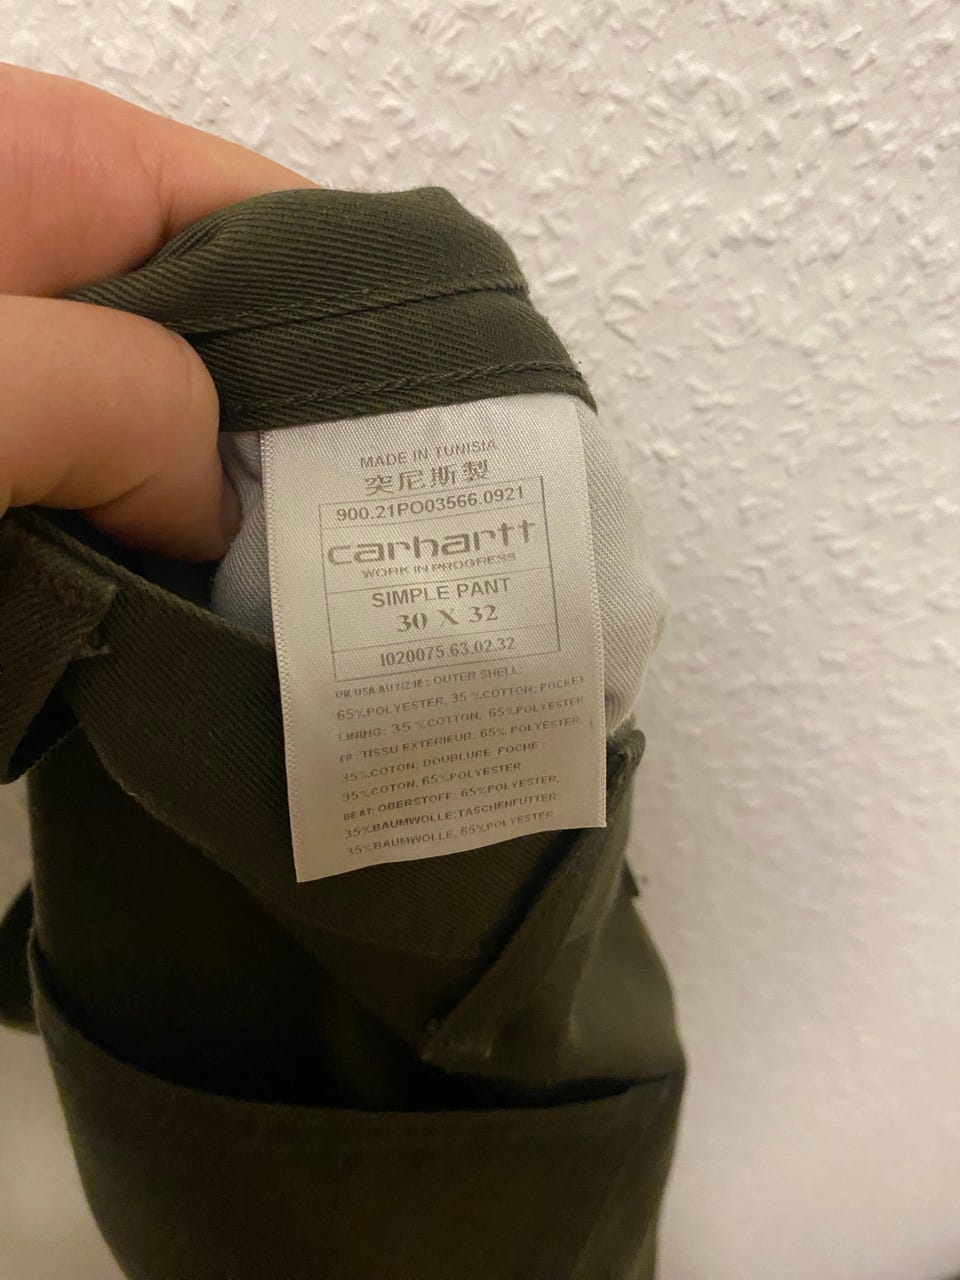 MADE IN TUNISIA
突尼斯製
900.21PO03566.0921
carhartt
WORK IN PROGRESS
SIMPLE PANT
30 X 32
I020075.63.02.32
UK/USA/AU/NZ/IE: OUTER SHELL:
65%POLYESTER, 35 %COTTON; POCKET
LINING: 35 %COTTON, 65%POLYESTER
FR: TISSU EXTERIEUR: 65% POLYESTER,
35%COTON; DOUBLURE POCHE :
35%COTON, 65%POLYESTER
DE/AT: OBERSTOFF: 65%POLYESTER,
35%BAUMWOLLE;TASCHENFUTTER:
35%BAUMWOLLE, 65%POLYESTER